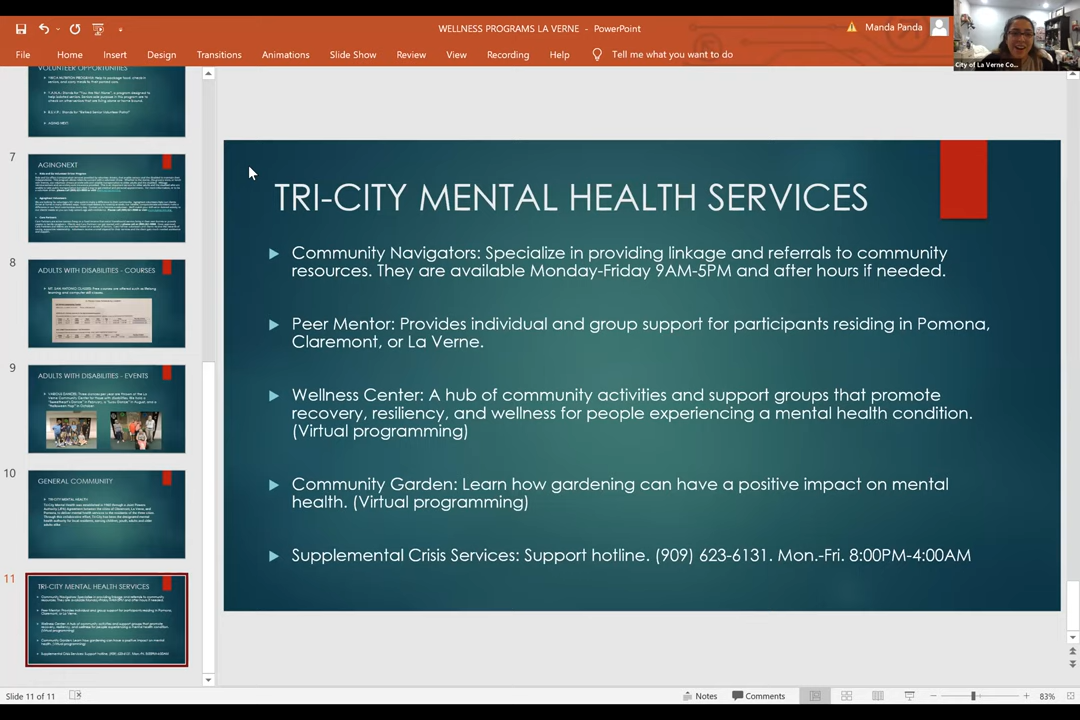 WELLNESS PROGRAMS LA VERNE - PowerPoint
Manda Panda
File Home Insert Design Transitions Animations Slide Show Review View Recording Help Tell me what you want to do
City of La Verne Co...
VOLUNTEER OPPORTUNITIES
7
AGINGNEXT
8
ADULTS WITH DISABILITIES - COURSES
9
ADULTS WITH DISABILITIES - EVENTS
10
GENERAL COMMUNITY
TRI-CITY MENTAL HEALTH
11
TRI-CITY MENTAL HEALTH SERVICES
TRI-CITY MENTAL HEALTH SERVICES
Community Navigators: Specialize in providing linkage and referrals to community
resources. They are available Monday-Friday 9AM-5PM and after hours if needed.
Peer Mentor: Provides individual and group support for participants residing in Pomona,
Claremont, or La Verne.
Wellness Center: A hub of community activities and support groups that promote
recovery, resiliency, and wellness for people experiencing a mental health condition.
(Virtual programming)
Community Garden: Learn how gardening can have a positive impact on mental
health. (Virtual programming)
Supplemental Crisis Services: Support hotline. (909) 623-6131. Mon.-Fri. 8:00PM-4:00AM
Slide 11 of 11
Notes Comments 83%